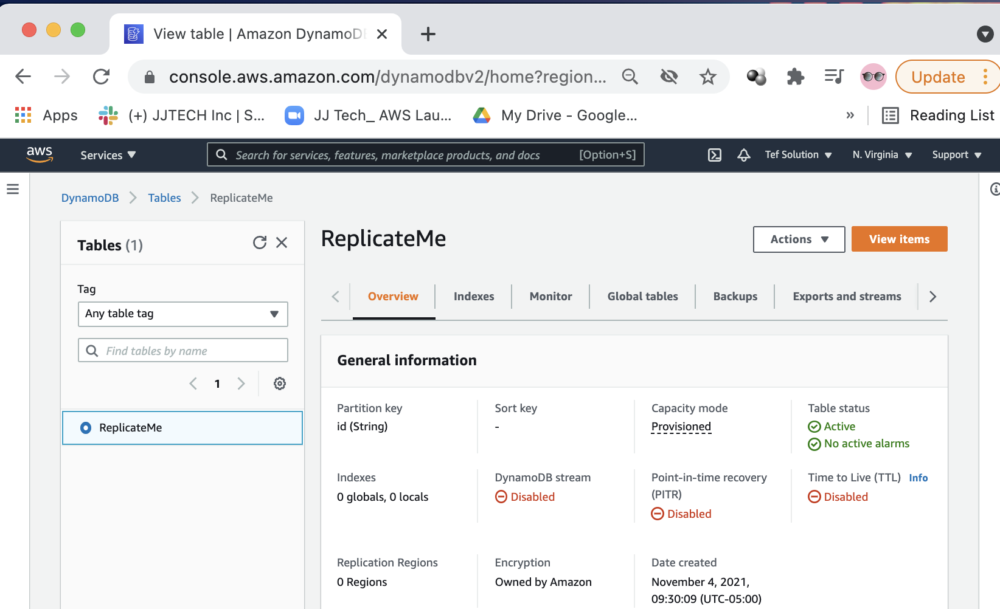 View table | Amazon DynamoD
console.aws.amazon.com/dynamodbv2/home?region...
Update
Apps
(+) JJTECH Inc | S...
JJ Tech_ AWS Lau...
My Drive - Google...
»
Reading List
aws
Services
Search for services, features, marketplace products, and docs
[Option+S]
Tef Solution
N. Virginia
Support
DynamoDB
Tables
ReplicateMe
Tables (1)
Tag
Any table tag
Find tables by name
1
ReplicateMe
ReplicateMe
Actions
View items
Overview
Indexes
Monitor
Global tables
Backups
Exports and streams
General information
Partition key
id (String)
Sort key
-
Capacity mode
Provisioned
Table status
Active
No active alarms
Indexes
0 globals, 0 locals
DynamoDB stream
Disabled
Point-in-time recovery
(PITR)
Disabled
Time to Live (TTL) Info
Disabled
Replication Regions
0 Regions
Encryption
Owned by Amazon
Date created
November 4, 2021,
09:30:09 (UTC-05:00)